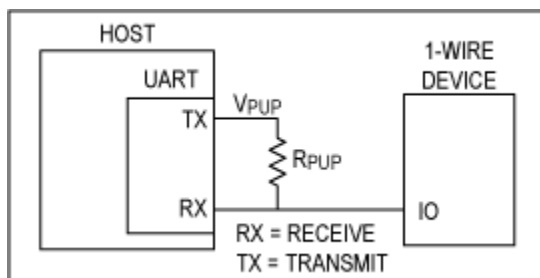 HOST
UART
TX
VPUP
RPUP
RX
1-WIRE
DEVICE
IO
RX = RECEIVE
TX = TRANSMIT